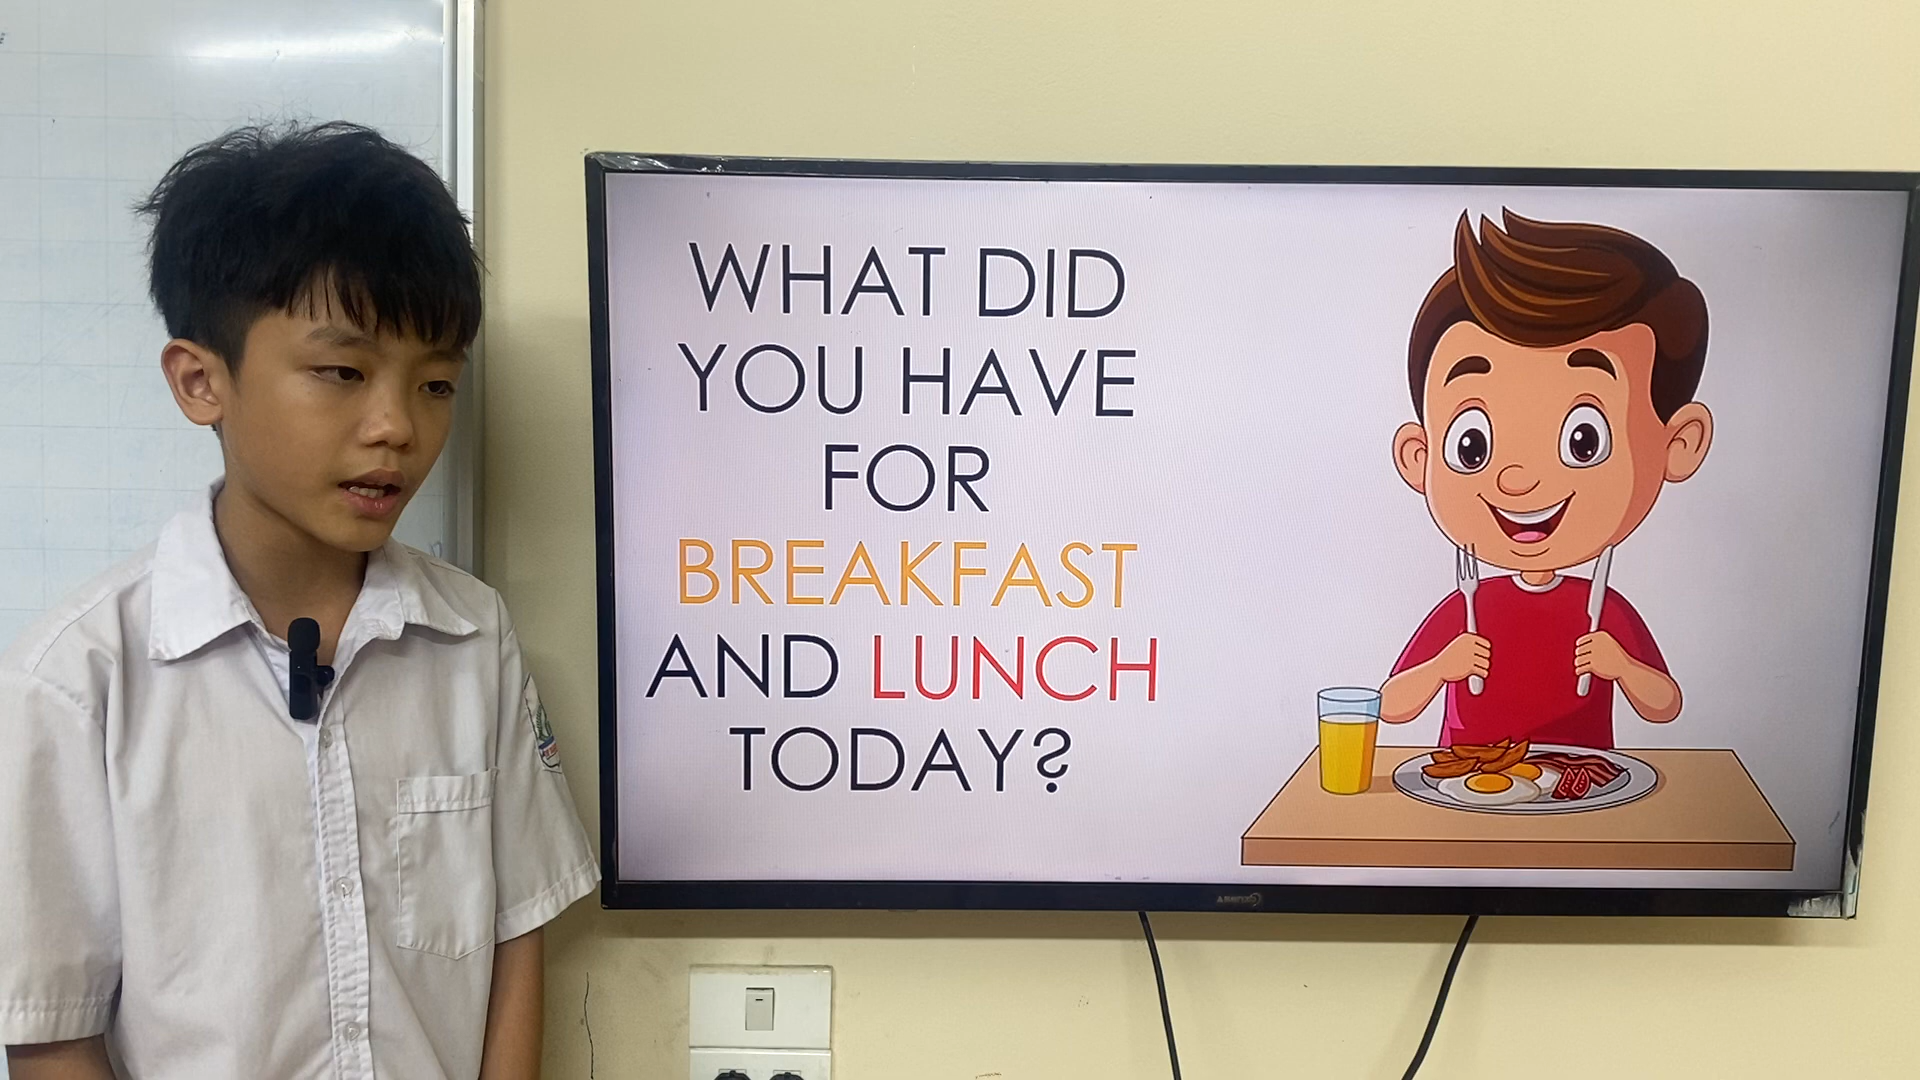 WHAT DID
YOU HAVE
FOR
BREAKFAST
AND LUNCH
TODAY?